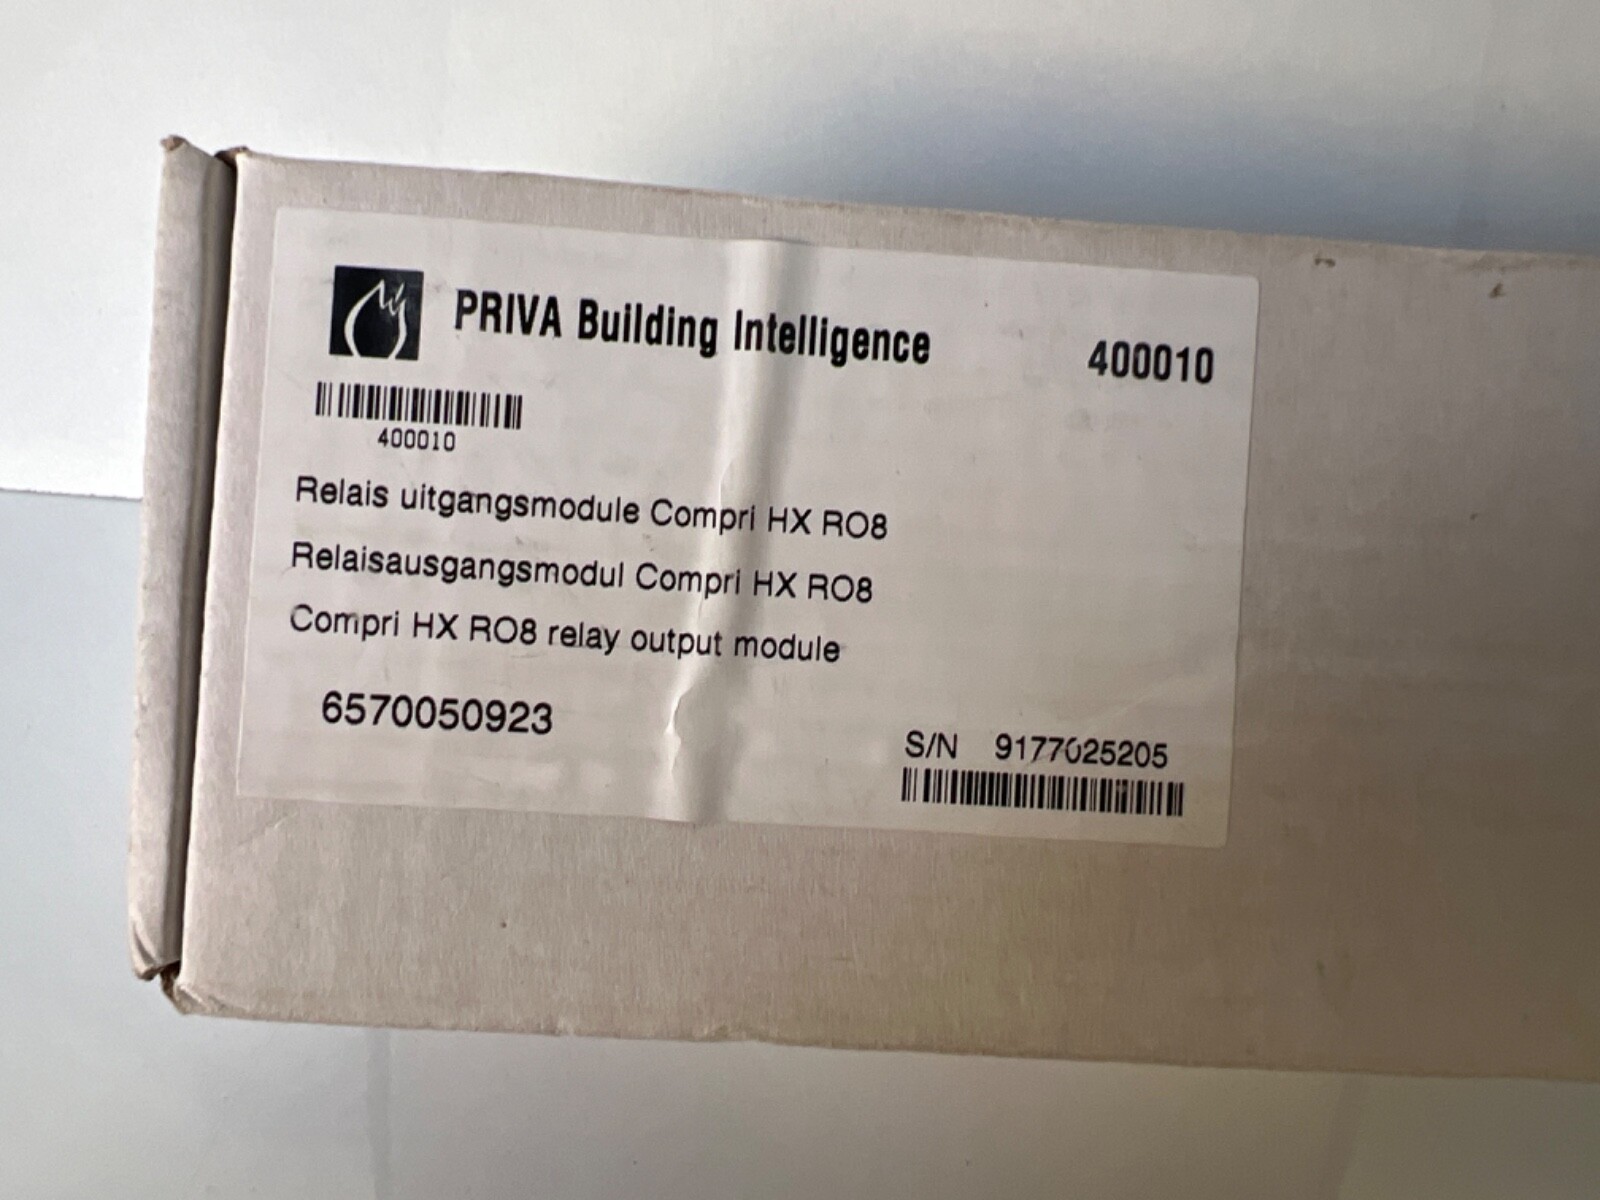 PRIVA Building Intelligence 400010
400010
Relais uitgangsmodule Compri HX RO8
Relaisausgangsmodul Compri HX RO8
Compri HX RO8 relay output module
6570050923
S/N 9177025205